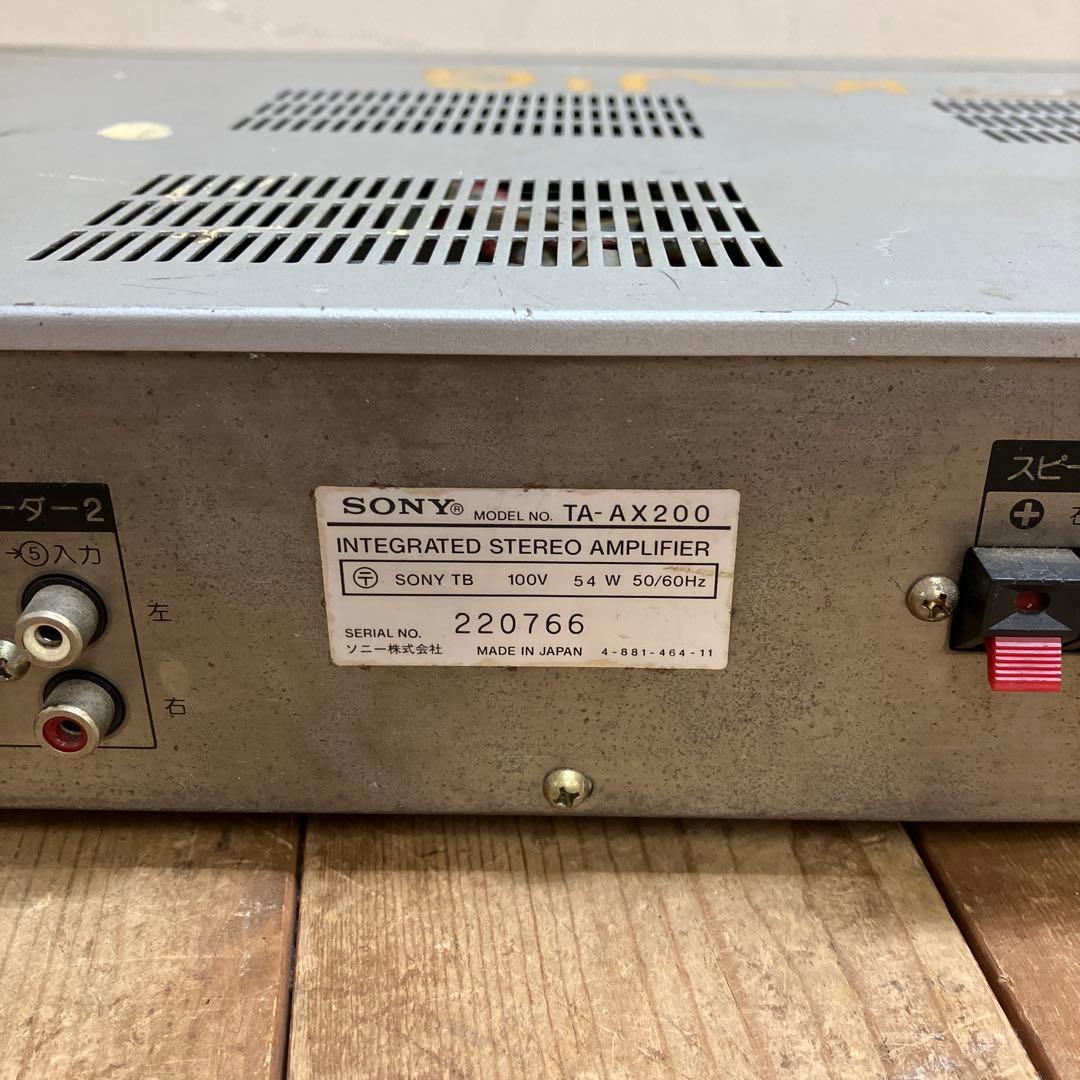 SONY® MODEL NO. TA-AX200
INTEGRATED STEREO AMPLIFIER
〒 SONY TB 100V 54 W 50/60Hz
SERIAL NO. 220766
ソニー株式会社 MADE IN JAPAN 4-881-464-11
ーダー2
→⑤入力
左
右
スピー
⊕ 右